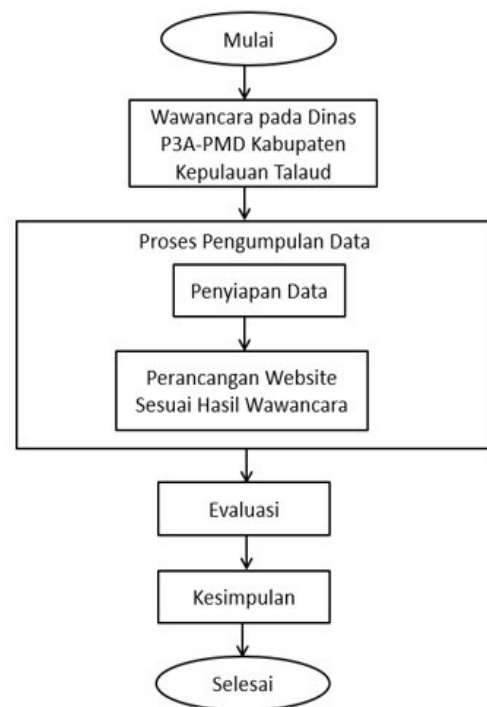 Mulai
Wawancara pada Dinas
P3A-PMD Kabupaten
Kepulauan Talaud
Proses Pengumpulan Data
Penyiapan Data
Perancangan Website
Sesuai Hasil Wawancara
Evaluasi
Kesimpulan
Selesai